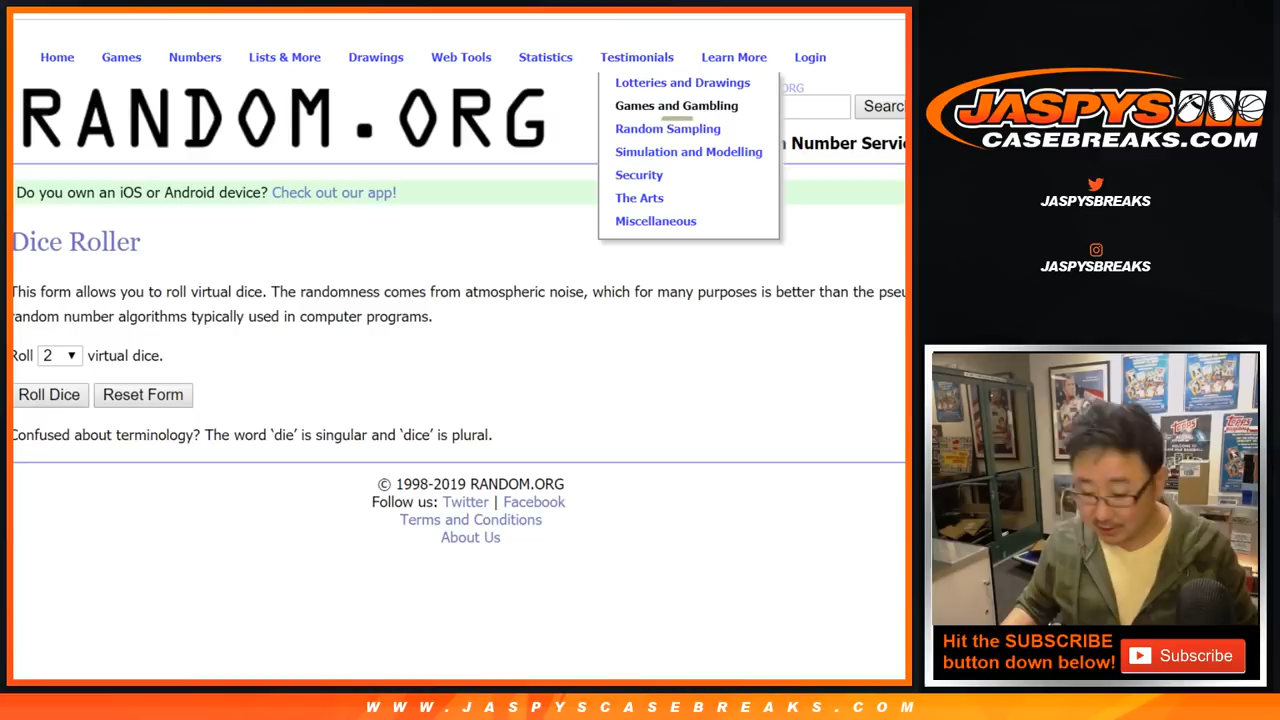 Home Games Numbers Lists & More Drawings Web Tools Statistics Testimonials Learn More Login
Lotteries and Drawings
Games and Gambling
Random Sampling
Simulation and Modelling
Security
The Arts
Miscellaneous
ORG
Searc
RANDOM.ORG
Number Servi
Do you own an iOS or Android device? Check out our app!
Dice Roller
This form allows you to roll virtual dice. The randomness comes from atmospheric noise, which for many purposes is better than the pseu
random number algorithms typically used in computer programs.
Roll 2 virtual dice.
Roll Dice Reset Form
Confused about terminology? The word ‘die’ is singular and ‘dice’ is plural.
© 1998-2019 RANDOM.ORG
Follow us: Twitter | Facebook
Terms and Conditions
About Us
JASPYS
CASEBREAKS.COM
JASPYSBREAKS
JASPYSBREAKS
Hit the SUBSCRIBE
button down below!
Subscribe
WWW.JASPYSCASEBREAKS.COM